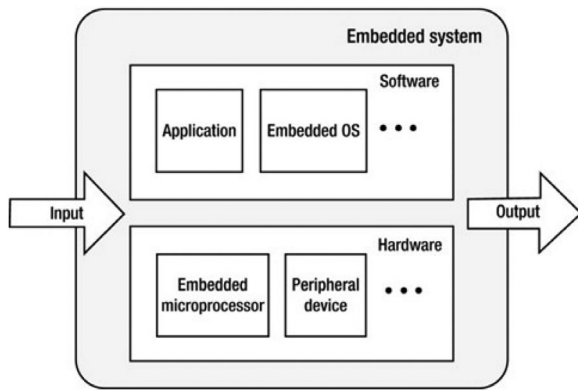 Embedded system
Software
Application
Embedded OS
• • •
Input
Output
Hardware
Embedded
microprocessor
Peripheral
device
• • •